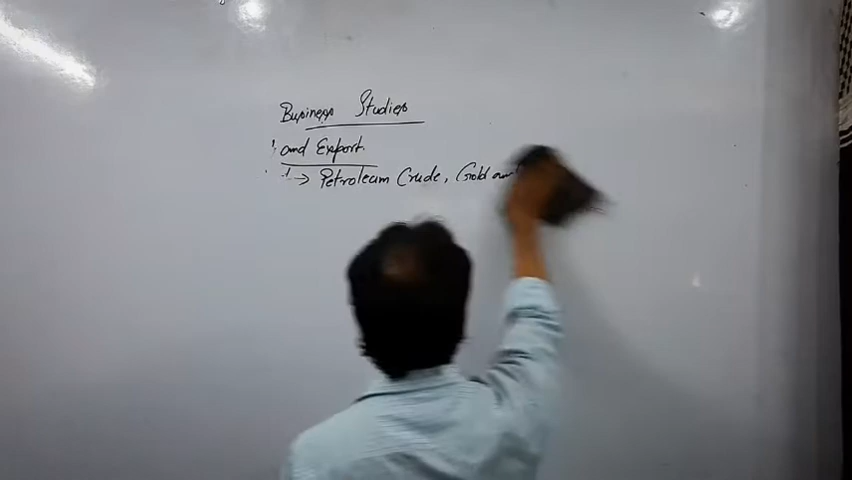 Business Studies
and Export
→ Petroleum Crude, Gold